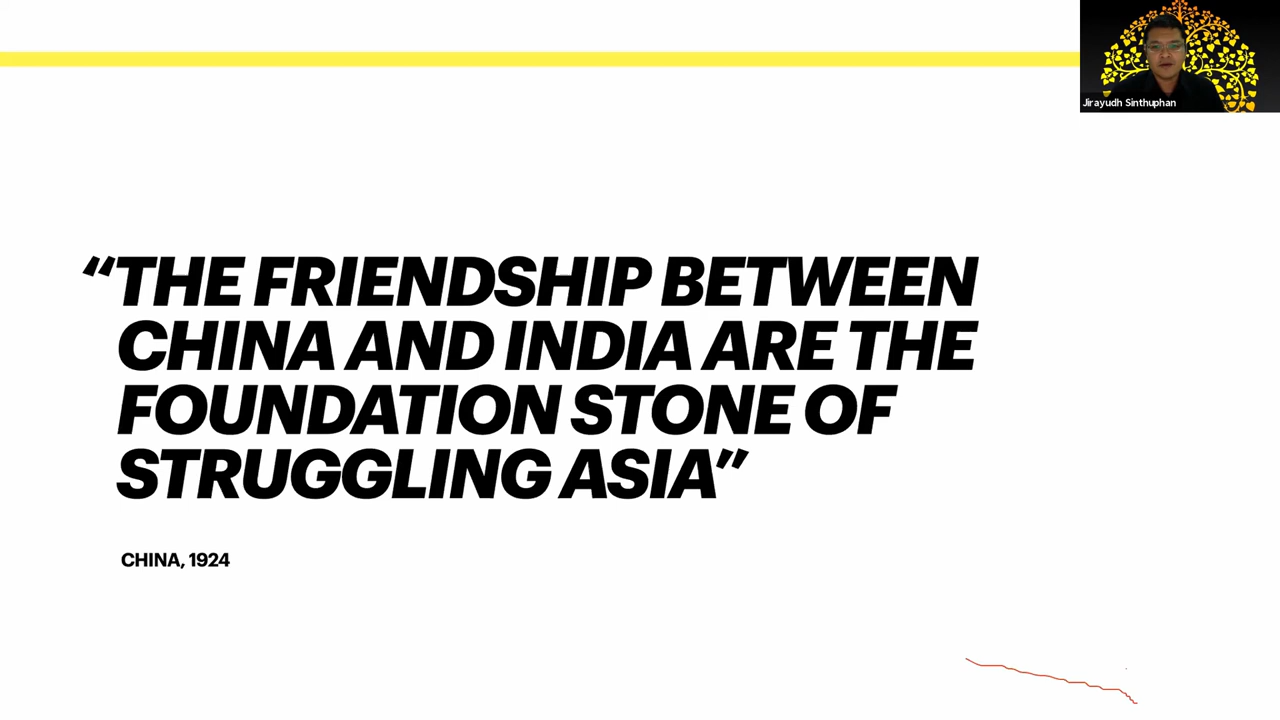 Jirayudh Sinthuphan
“THE FRIENDSHIP BETWEEN
CHINA AND INDIA ARE THE
FOUNDATION STONE OF
STRUGGLING ASIA”
CHINA, 1924